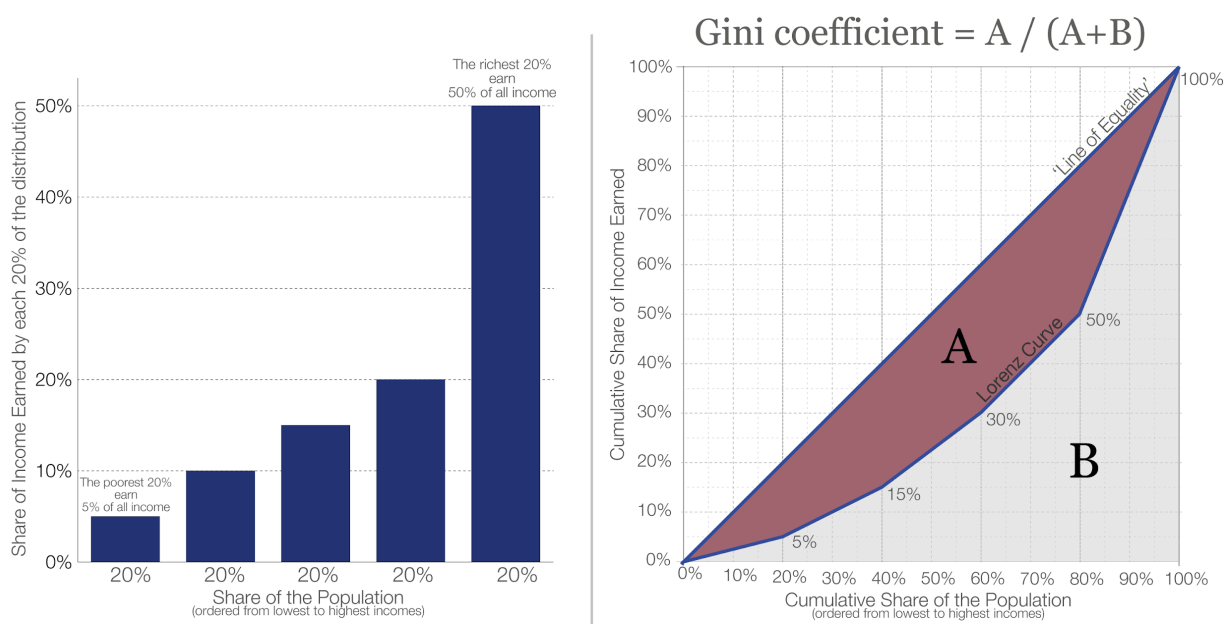 Share of Income Earned by each 20% of the distribution
50%
40%
30%
20%
10%
0%
The richest 20%
earn
50% of all income
The poorest 20%
earn
5% of all income
20%
20%
20%
20%
20%
Share of the Population
(ordered from lowest to highest incomes)
Gini coefficient = A / (A+B)
Cumulative Share of Income Earned
100%
90%
80%
70%
60%
50%
40%
30%
20%
10%
0%
'Line of Equality'
100%
A
Lorenz Curve
50%
30%
B
15%
5%
0%
10%
20%
30%
40%
50%
60%
70%
80%
90%
100%
Cumulative Share of the Population
(ordered from lowest to highest incomes)